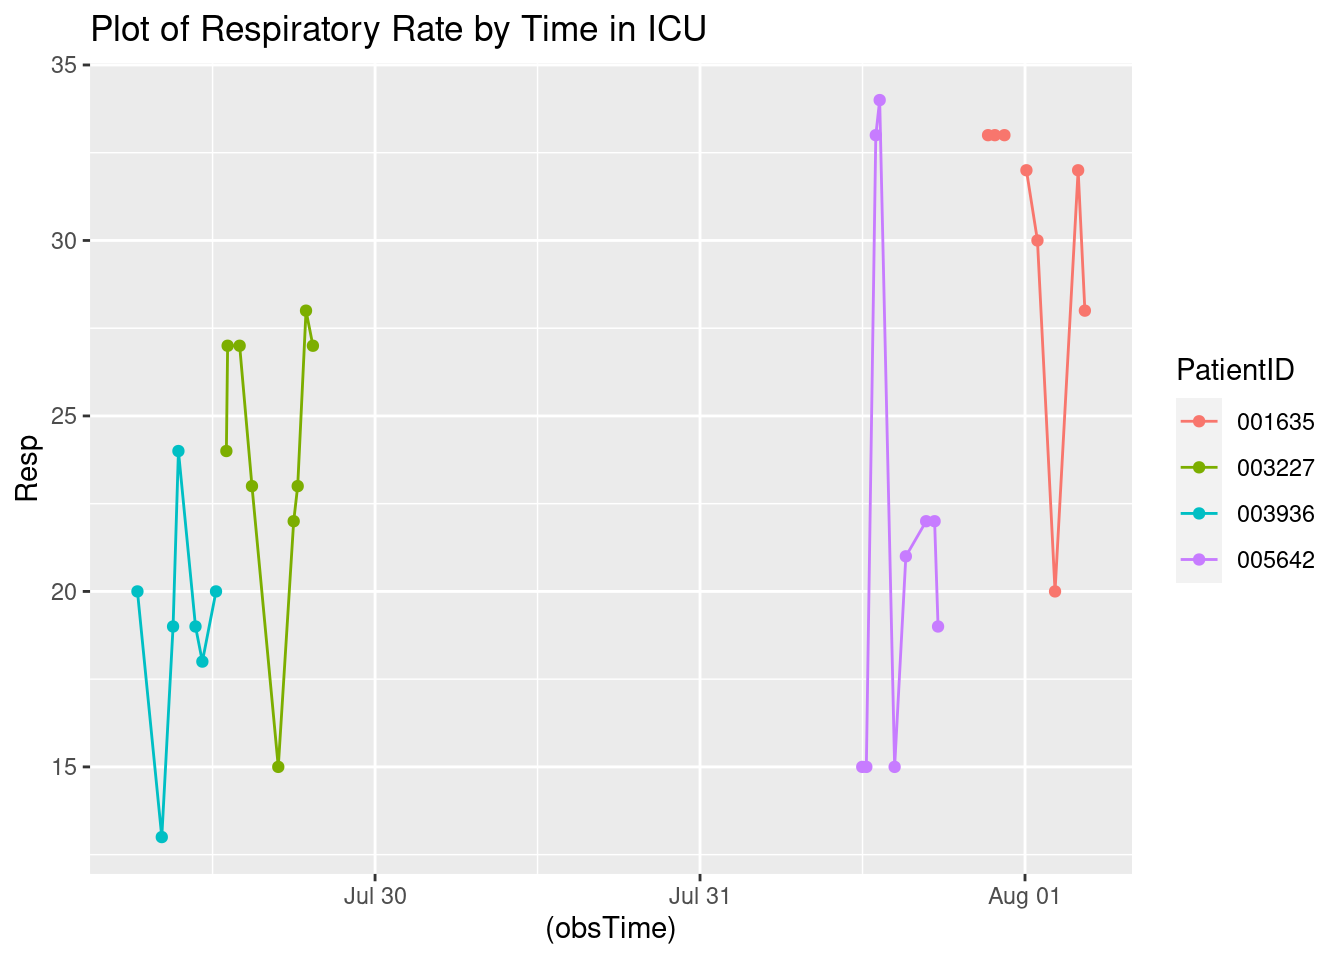 Plot of Respiratory Rate by Time in ICU
35
30
25
20
15
Resp
Jul 30
Jul 31
Aug 01
(obsTime)
PatientID
001635
003227
003936
005642